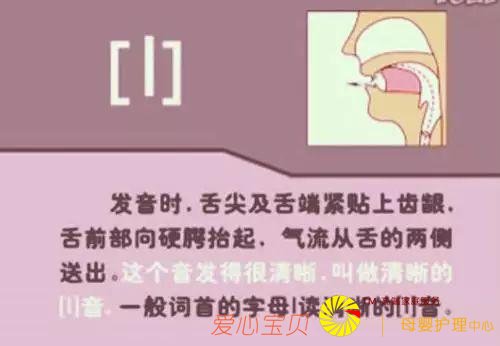 [l]
发音时.舌尖及舌端紧贴上齿龈.
舌前部向硬腭抬起. 气流从舌的两侧
送出.这个音发得很清晰.叫做清晰的
[l]音.一般词首的字母l读 晰的[l]音。
爱心宝贝
母婴护理中心